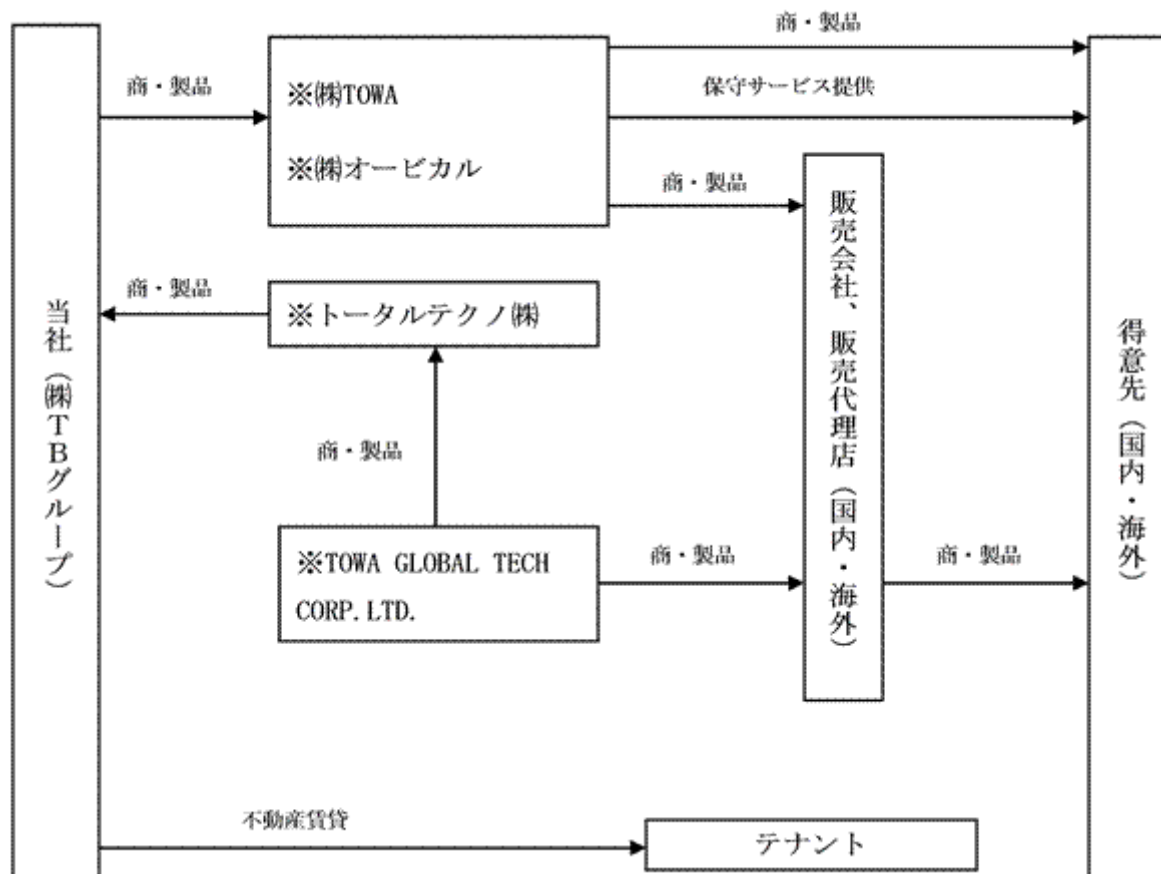 当社(㈱TBグループ)
商・製品
※㈱TOWA
※㈱オービカル
商・製品
保守サービス提供
商・製品
商・製品
※トータルテクノ㈱
商・製品
※TOWA GLOBAL TECH
CORP.LTD.
商・製品
販売会社、販売代理店(国内・海外)
商・製品
得意先(国内・海外)
不動産賃貸
テナント